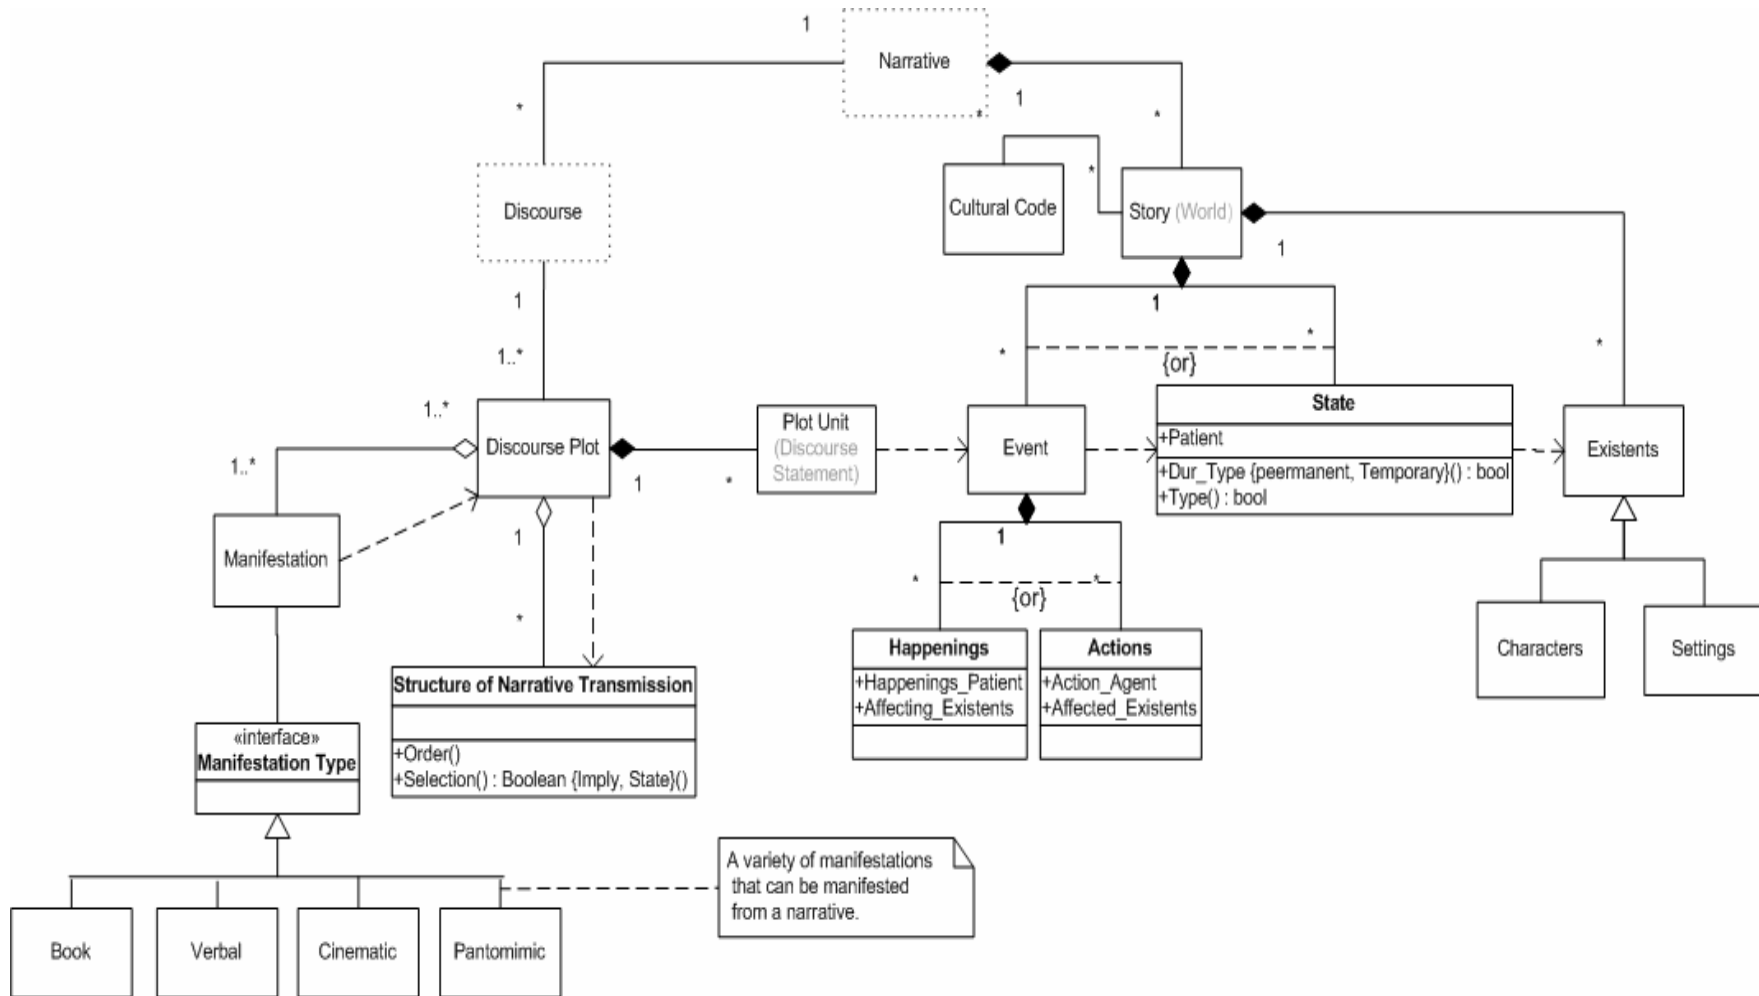 1
Narrative
*
1
*
*
*
Cultural Code
Story (World)
1
Discourse
1
1
*
*
{or}
*
1..*
1..*
Discourse Plot
1..*
1
*
Plot Unit
(Discourse
Statement)
Event
State
+Patient
+Dur_Type {peermanent, Temporary}() : bool
+Type() : bool
Existents
Manifestation
1
*
1
*
*
{or}
Happenings
+Happenings_Patient
+Affecting_Existents
Actions
+Action_Agent
+Affected_Existents
Characters
Settings
Structure of Narrative Transmission
+Order()
+Selection() : Boolean {Imply, State}()
«interface»
Manifestation Type
A variety of manifestations
that can be manifested
from a narrative.
Book
Verbal
Cinematic
Pantomimic